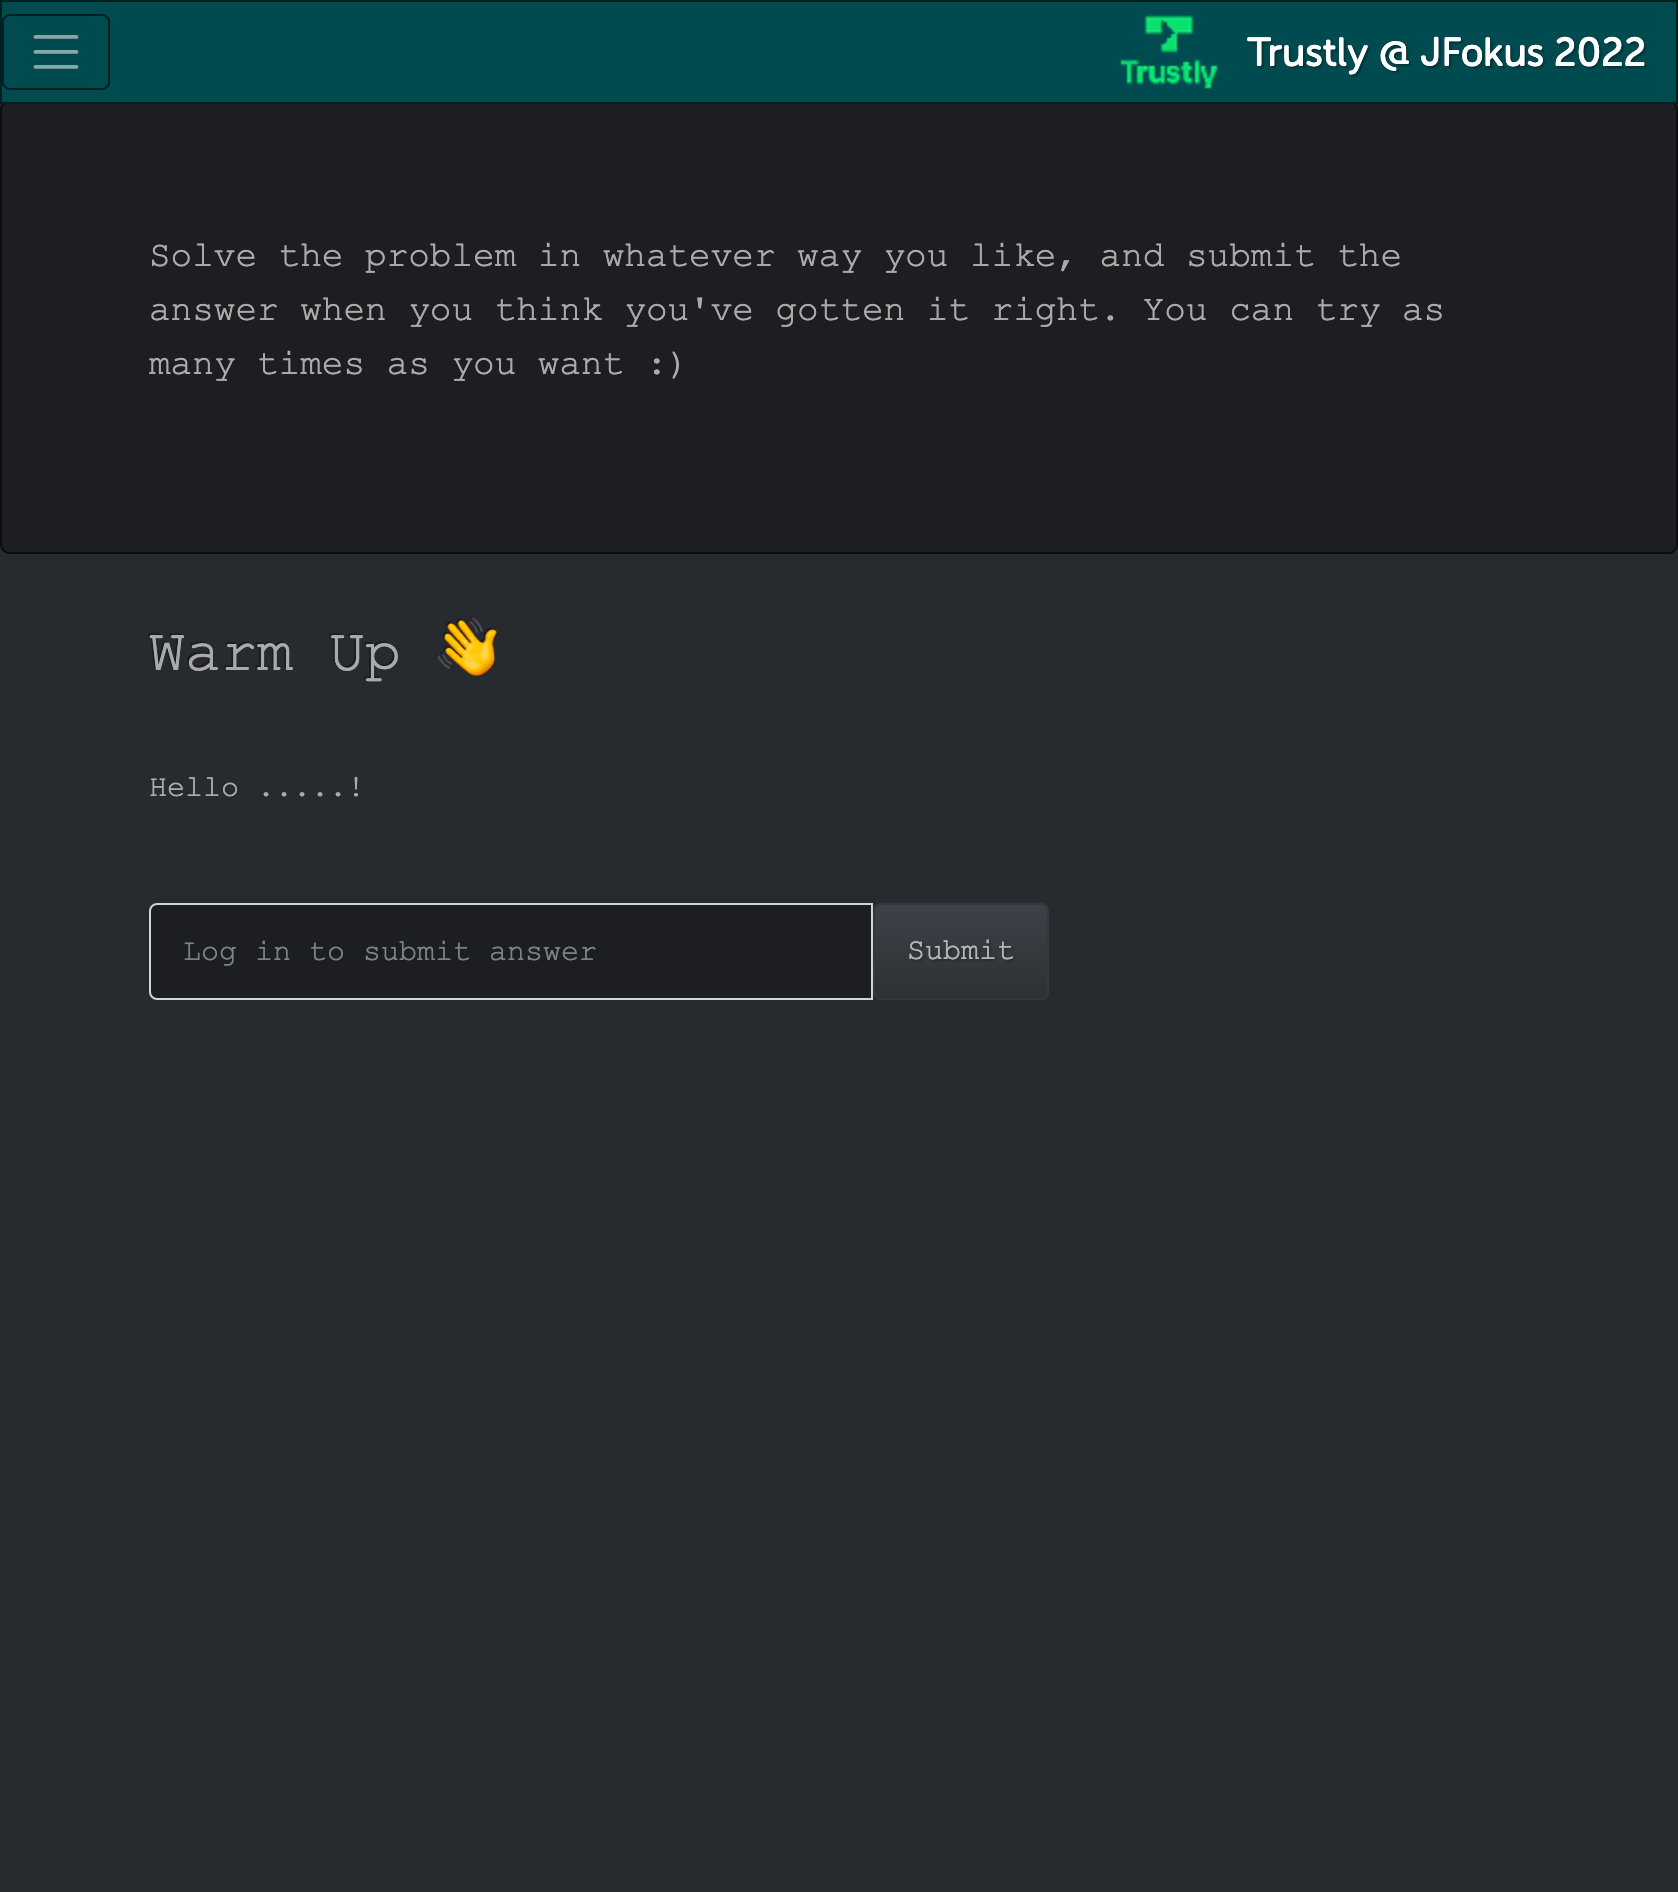 Trustly
Trustly @ JFokus 2022
Solve the problem in whatever way you like, and submit the
answer when you think you've gotten it right. You can try as
many times as you want :)
Warm Up 👋
Hello .....!
Log in to submit answer
Submit